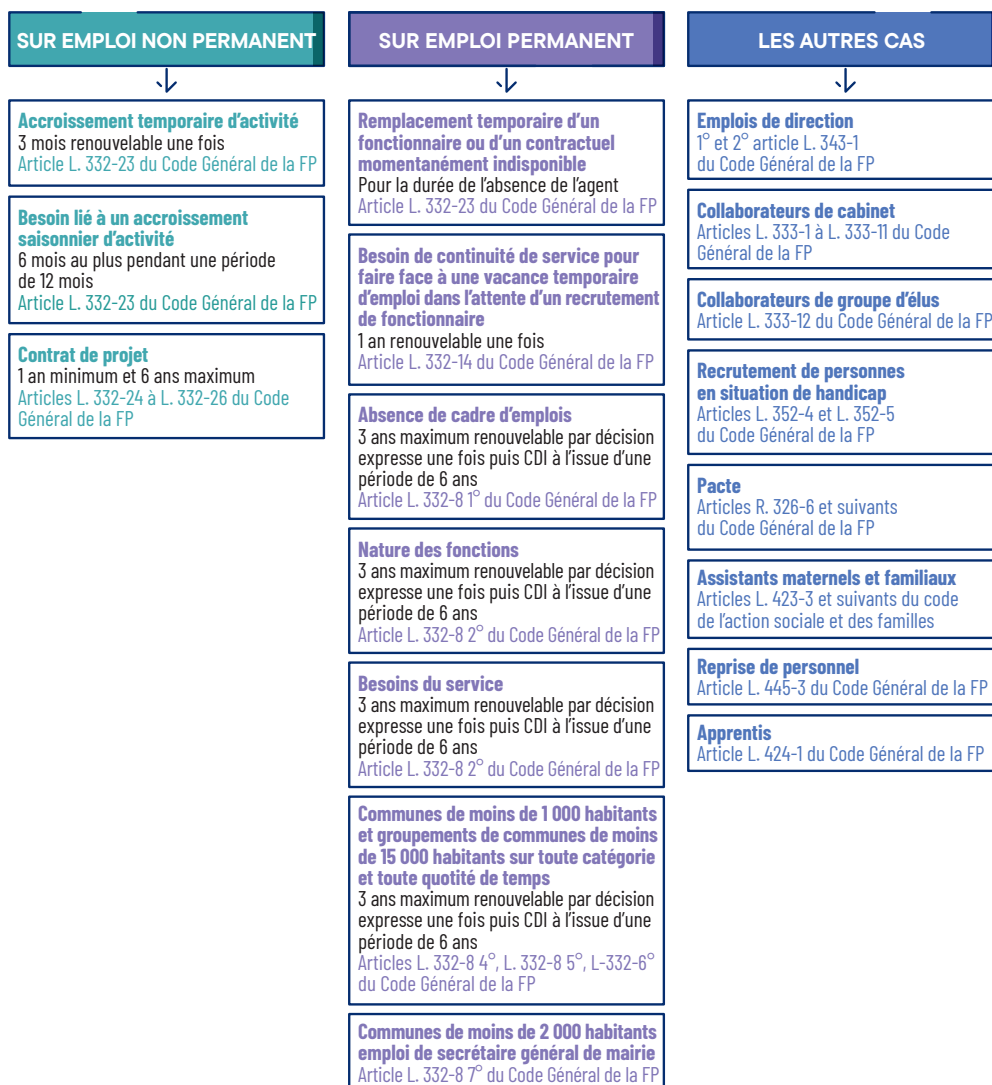 SUR EMPLOI NON PERMANENT
Accroissement temporaire d'activité
3 mois renouvelable une fois
Article L. 332-23 du Code Général de la FP
Besoin lié à un accroissement
saisonnier d'activité
6 mois au plus pendant une période
de 12 mois
Article L. 332-23 du Code Général de la FP
Contrat de projet
1 an minimum et 6 ans maximum
Articles L. 332-24 à L. 332-26 du Code
Général de la FP
SUR EMPLOI PERMANENT
Remplacement temporaire d'un
fonctionnaire ou d'un contractuel
momentanément indisponible
Pour la durée de l'absence de l'agent
Article L. 332-23 du Code Général de la FP
Besoin de continuité de service pour
faire face à une vacance temporaire
d'emploi dans l'attente d'un recrutement
de fonctionnaire
1 an renouvelable une fois
Article L. 332-14 du Code Général de la FP
Absence de cadre d'emplois
3 ans maximum renouvelable par décision
expresse une fois puis CDI à l'issue d'une
période de 6 ans
Article L. 332-8 1° du Code Général de la FP
Nature des fonctions
3 ans maximum renouvelable par décision
expresse une fois puis CDI à l'issue d'une
période de 6 ans
Article L. 332-8 2° du Code Général de la FP
Besoins du service
3 ans maximum renouvelable par décision
expresse une fois puis CDI à l'issue d'une
période de 6 ans
Article L. 332-8 2° du Code Général de la FP
Communes de moins de 1 000 habitants
et groupements de communes de moins
de 15 000 habitants sur toute catégorie
et toute quotité de temps
3 ans maximum renouvelable par décision
expresse une fois puis CDI à l'issue d'une
période de 6 ans
Articles L. 332-8 4°, L. 332-8 5°, L-332-6°
du Code Général de la FP
Communes de moins de 2 000 habitants
emploi de secrétaire général de mairie
Article L. 332-8 7° du Code Général de la FP
LES AUTRES CAS
Emplois de direction
1° et 2° article L. 343-1
du Code Général de la FP
Collaborateurs de cabinet
Articles L. 333-1 à L. 333-11 du Code
Général de la FP
Collaborateurs de groupe d'élus
Article L. 333-12 du Code Général de la FP
Recrutement de personnes
en situation de handicap
Articles L. 352-4 et L. 352-5
du Code Général de la FP
Pacte
Articles R. 326-6 et suivants
du Code Général de la FP
Assistants maternels et familiaux
Articles L. 423-3 et suivants du code
de l'action sociale et des familles
Reprise de personnel
Article L. 445-3 du Code Général de la FP
Apprentis
Article L. 424-1 du Code Général de la FP